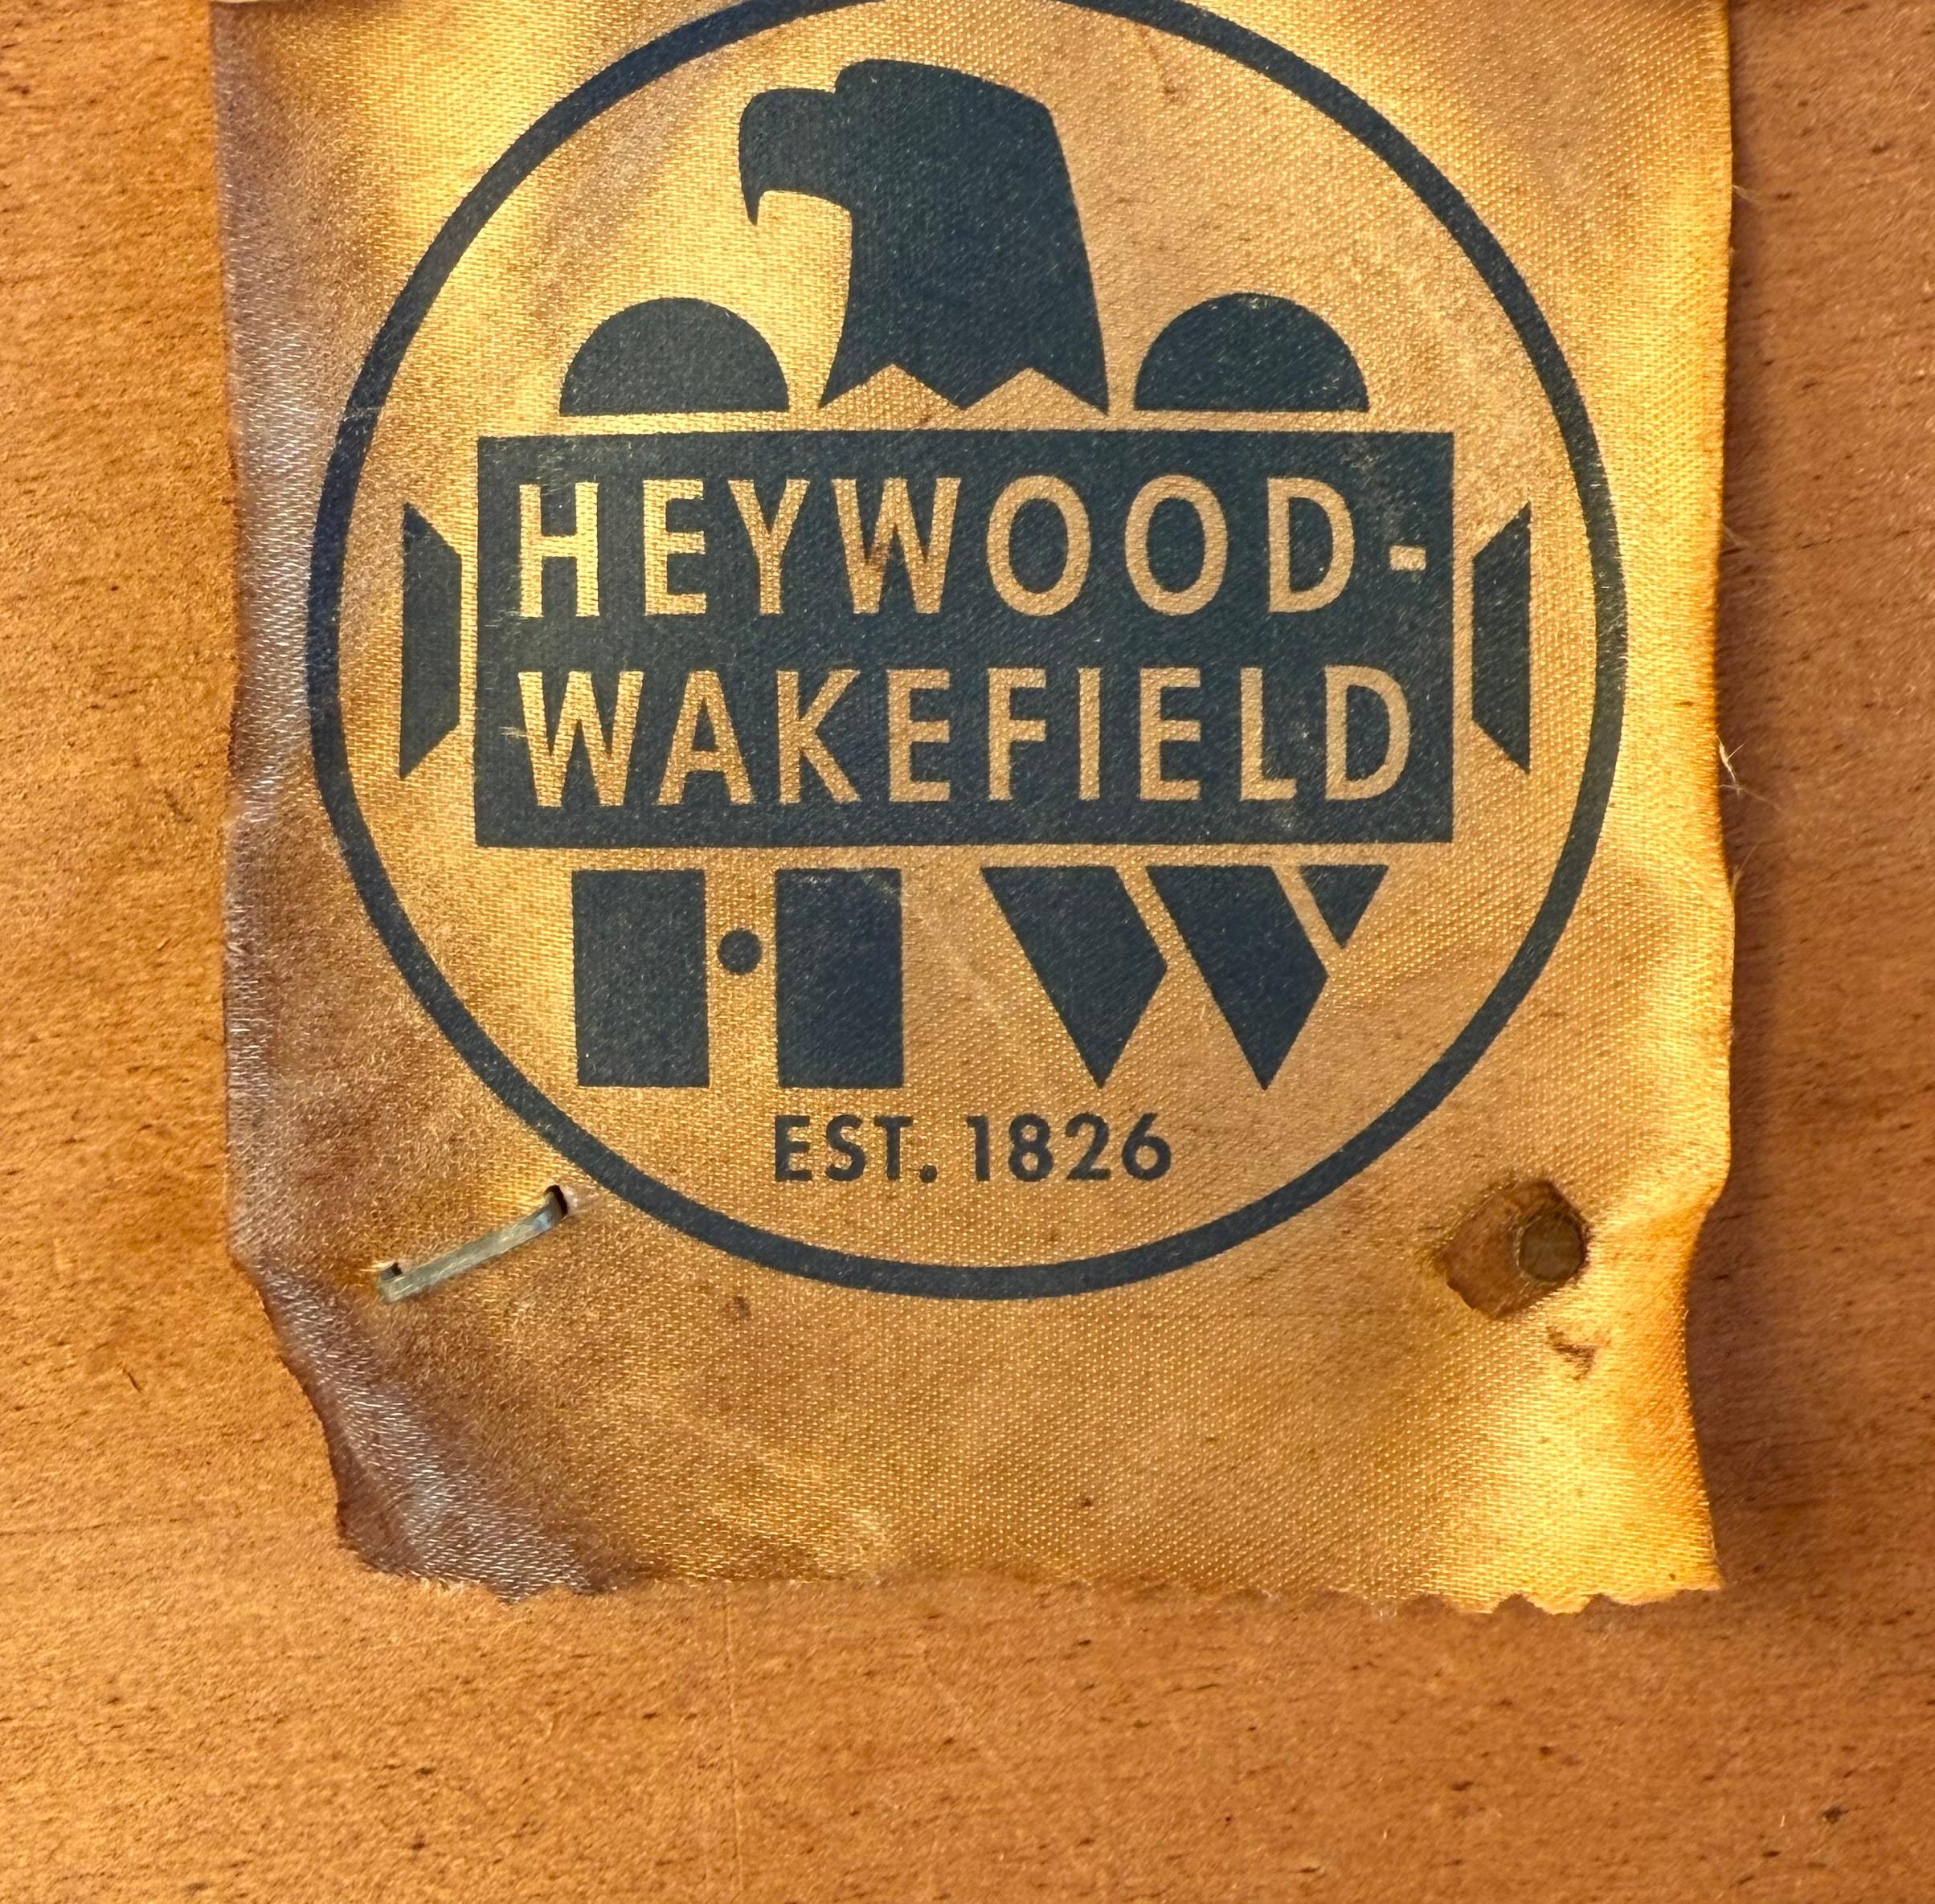 HEYWOOD-
WAKEFIELD
H·W
EST. 1826